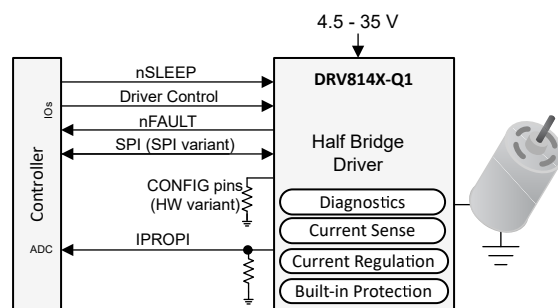 4.5 - 35 V
DRV814X-Q1
nSLEEP
Driver Control
nFAULT
SPI (SPI variant)
CONFIG pins
(HW variant)
IPROPI
Controller
IOs
ADC
Half Bridge
Driver
Diagnostics
Current Sense
Current Regulation
Built-in Protection